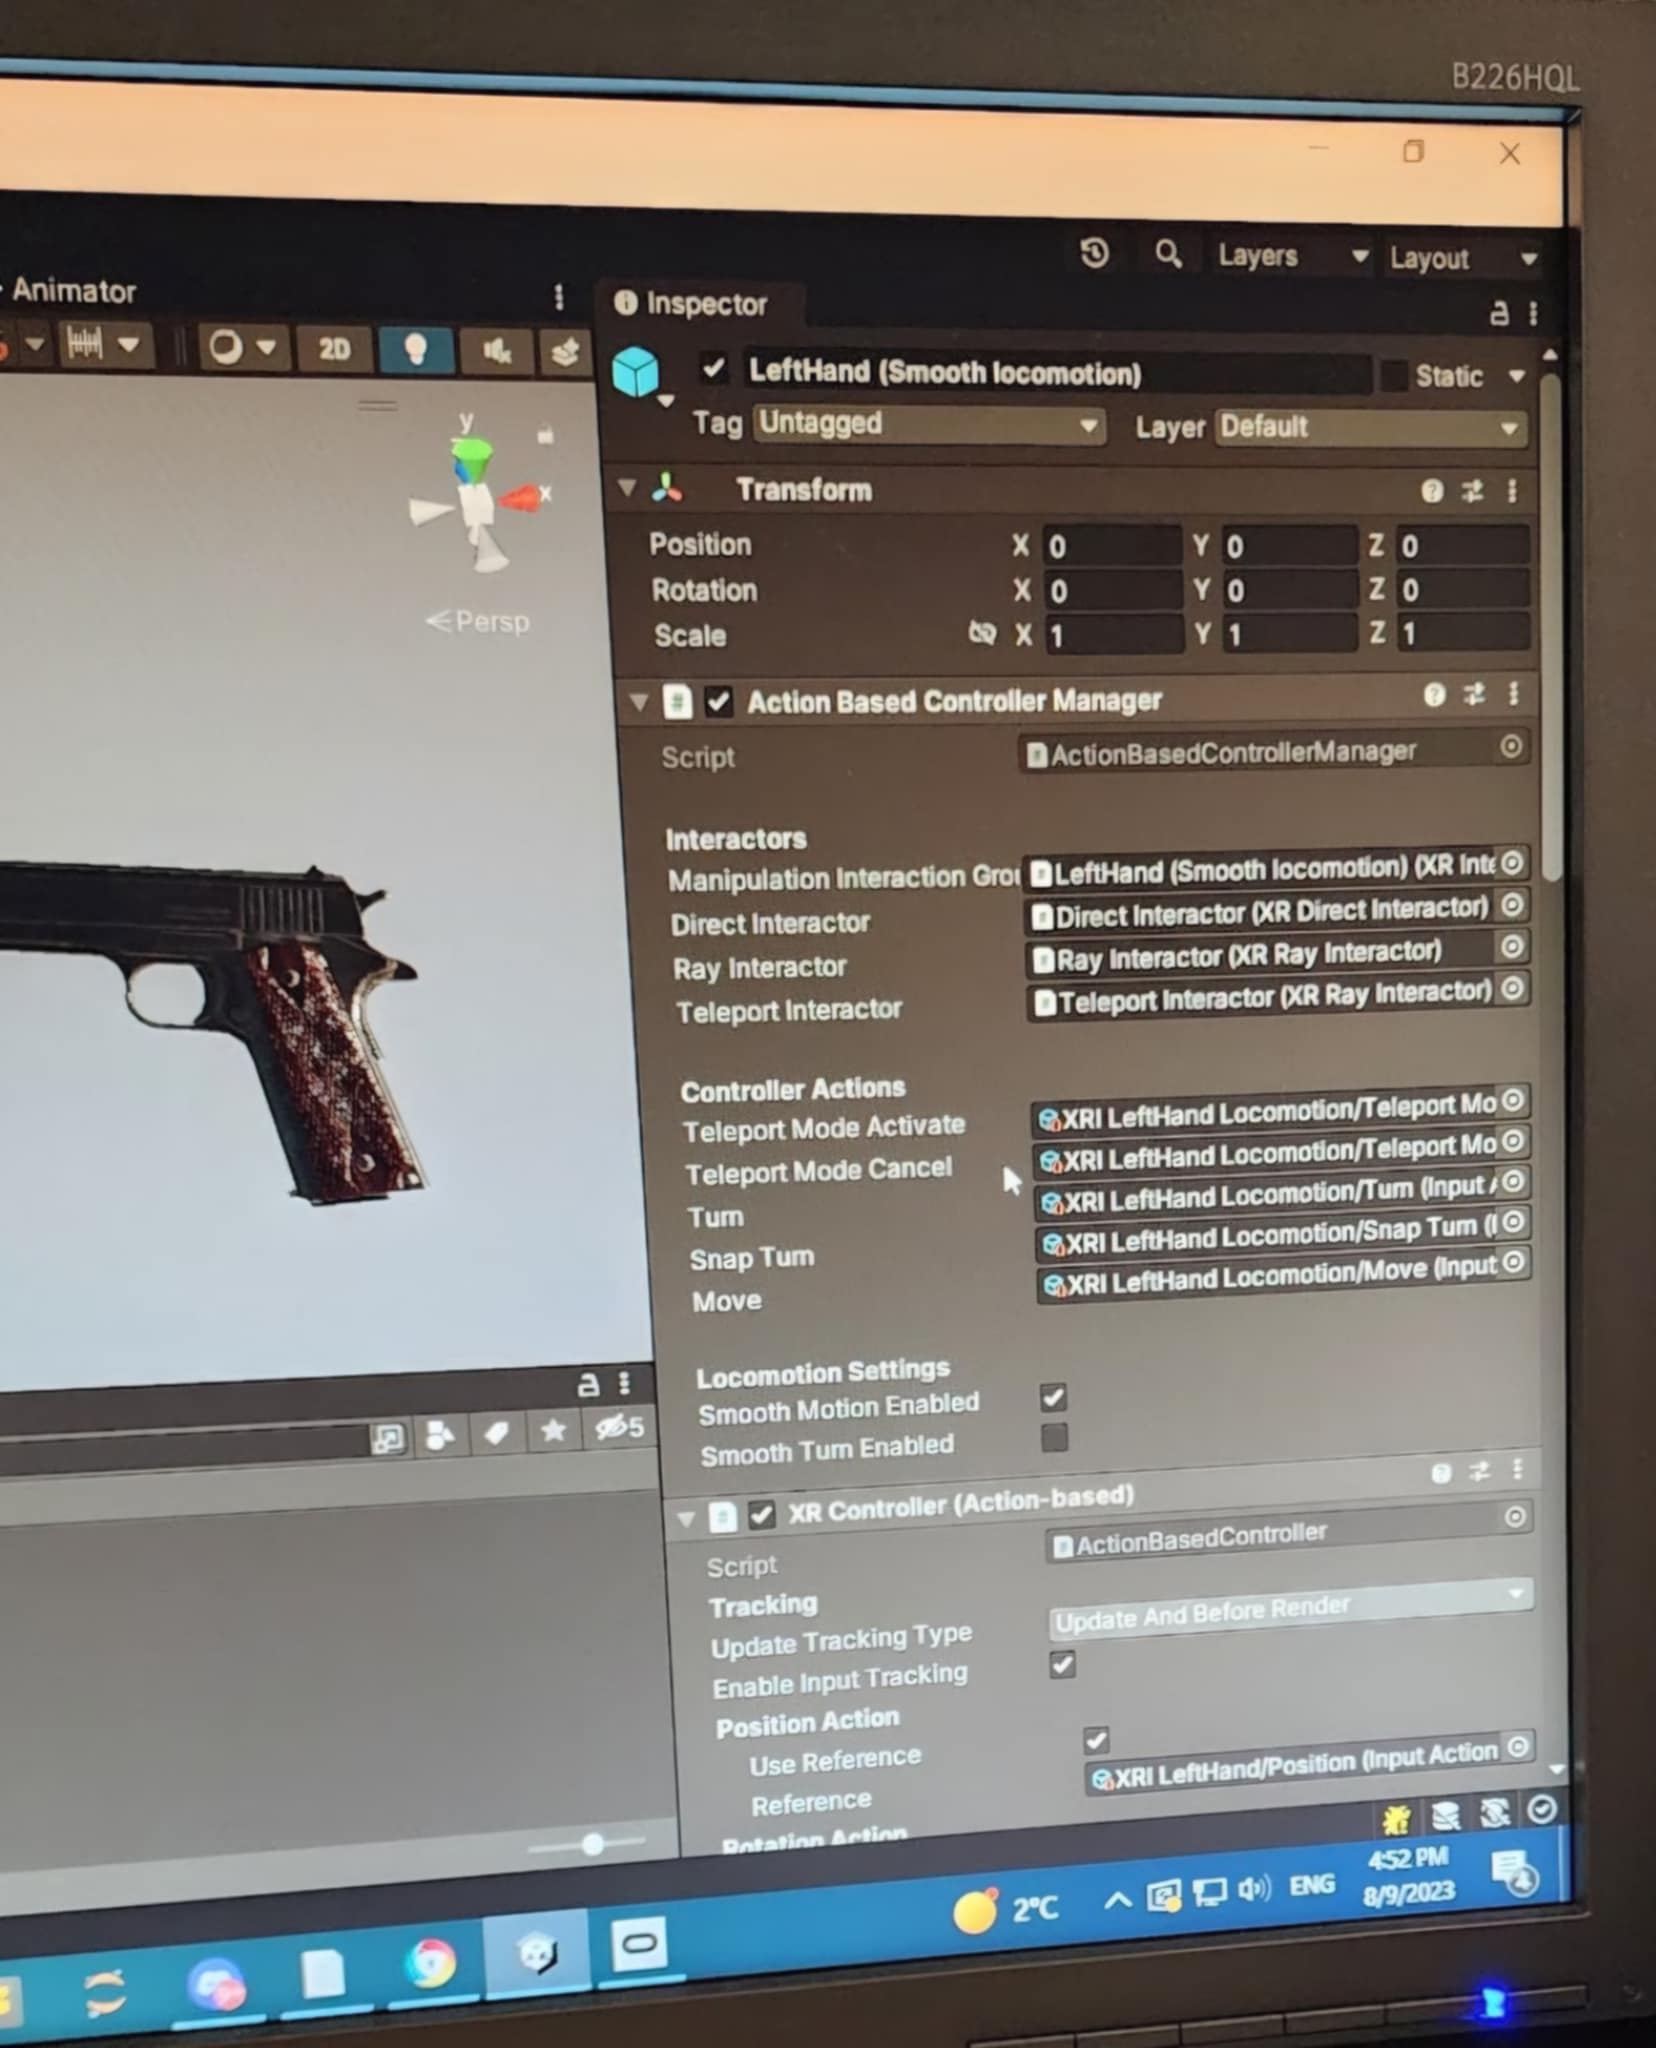 B226HQL
Layers Layout
Animator
Inspector
2D
LeftHand (Smooth locomotion) Static
Tag Untagged Layer Default
y
x
Persp
Transform
Position X 0 Y 0 Z 0
Rotation X 0 Y 0 Z 0
Scale X 1 Y 1 Z 1
Action Based Controller Manager
Script ActionBasedControllerManager
Interactors
Manipulation Interaction Grou LeftHand (Smooth locomotion) (XR Inte
Direct Interactor Direct Interactor (XR Direct Interactor)
Ray Interactor Ray Interactor (XR Ray Interactor)
Teleport Interactor Teleport Interactor (XR Ray Interactor)
Controller Actions
Teleport Mode Activate XRI LeftHand Locomotion/Teleport Mo
Teleport Mode Cancel XRI LeftHand Locomotion/Teleport Mo
Turn XRI LeftHand Locomotion/Turn (Input A
Snap Turn XRI LeftHand Locomotion/Snap Turn (I
Move XRI LeftHand Locomotion/Move (Input
Locomotion Settings
Smooth Motion Enabled
Smooth Turn Enabled
5
XR Controller (Action-based)
Script ActionBasedController
Tracking
Update Tracking Type Update And Before Render
Enable Input Tracking
Position Action
Use Reference
Reference XRI LeftHand/Position (Input Action
Rotation Action
2°C ENG 4:52 PM
8/9/2023 4